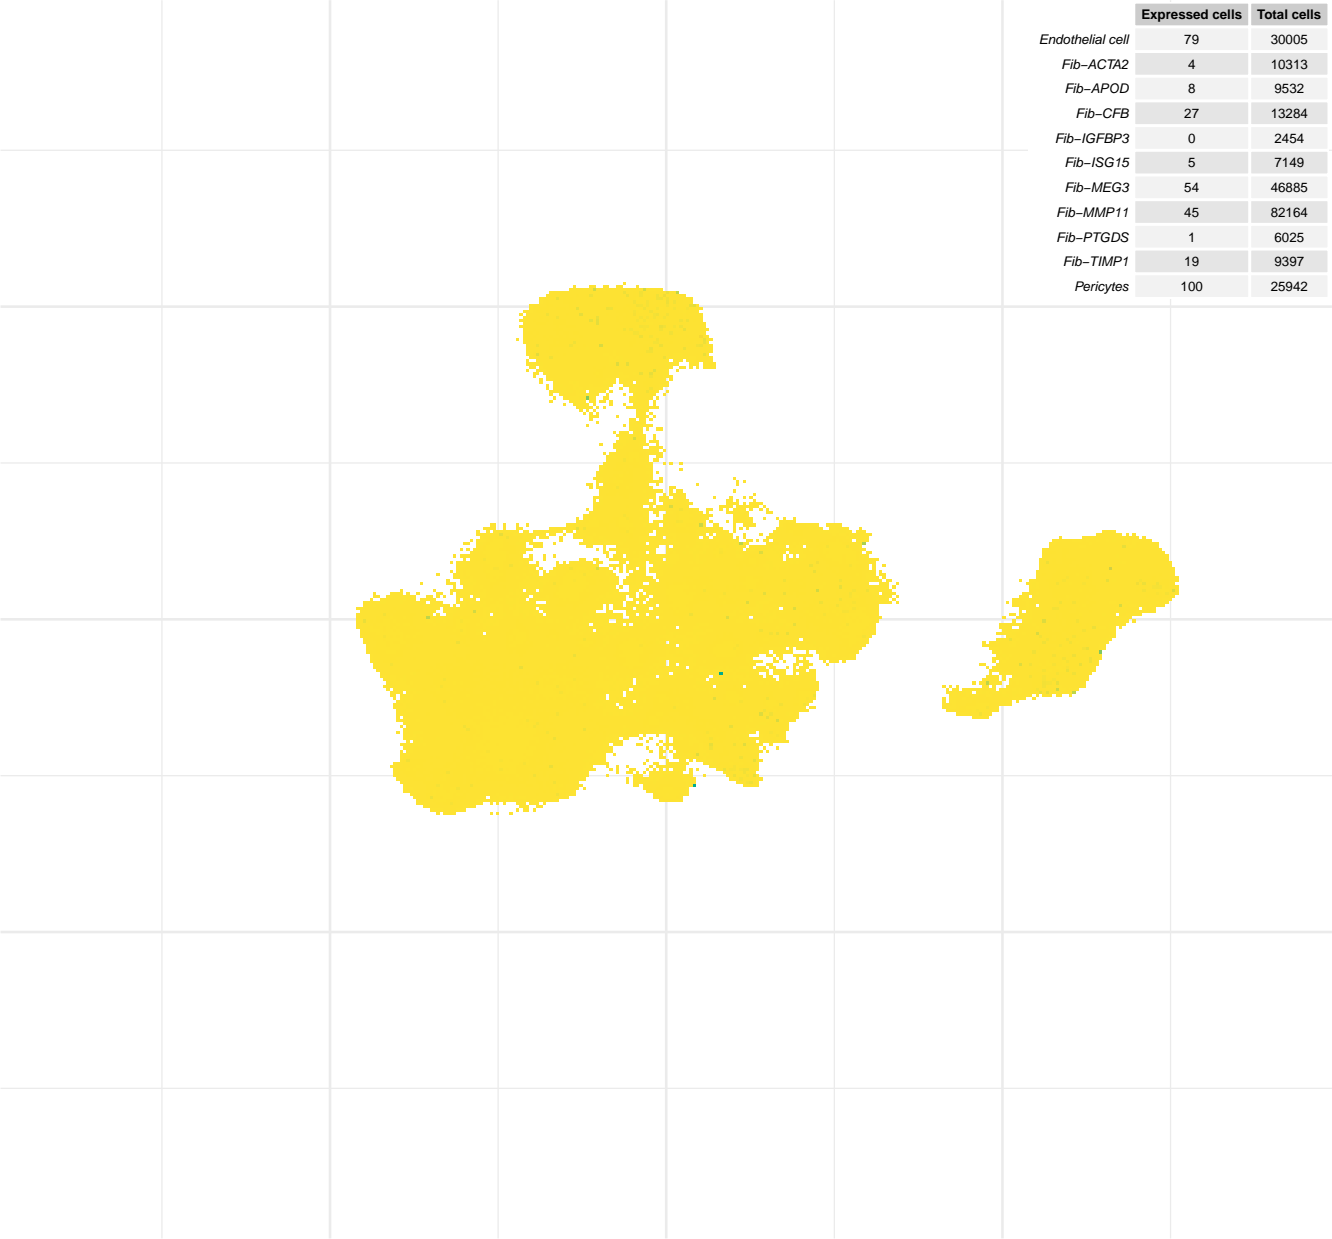 Expressed cells Total cells
Endothelial cell 79 30005
Fib−ACTA2 4 10313
Fib−APOD 8 9532
Fib−CFB 27 13284
Fib−IGFBP3 0 2454
Fib−ISG15 5 7149
Fib−MEG3 54 46885
Fib−MMP11 45 82164
Fib−PTGDS 1 6025
Fib−TIMP1 19 9397
Pericytes 100 25942